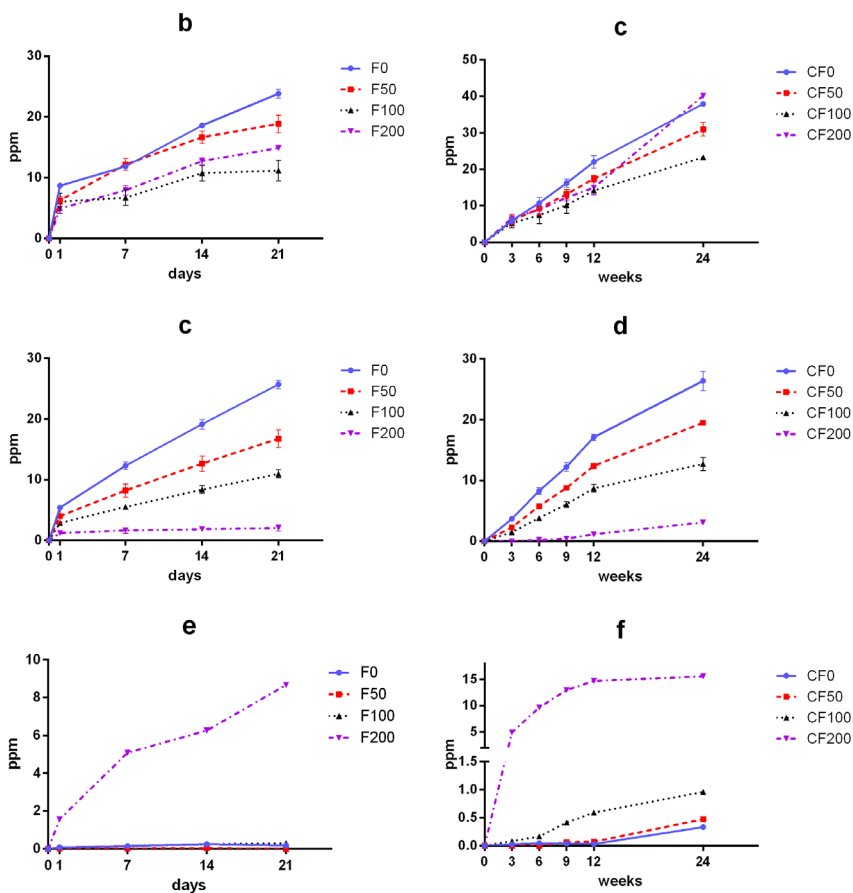 b
30
20
10
0
ppm
0 1 7 14 21
days
F0
F50
F100
F200
c
50
40
30
20
10
0
ppm
0 3 6 9 12 24
weeks
CF0
CF50
CF100
CF200
c
30
20
10
0
ppm
0 1 7 14 21
days
F0
F50
F100
F200
d
30
20
10
0
ppm
0 3 6 9 12 24
weeks
CF0
CF50
CF100
CF200
e
10
8
6
4
2
0
ppm
0 1 7 14 21
days
F0
F50
F100
F200
f
15
10
5
1.5
1.0
0.5
0.0
ppm
0 3 6 9 12 24
weeks
CF0
CF50
CF100
CF200